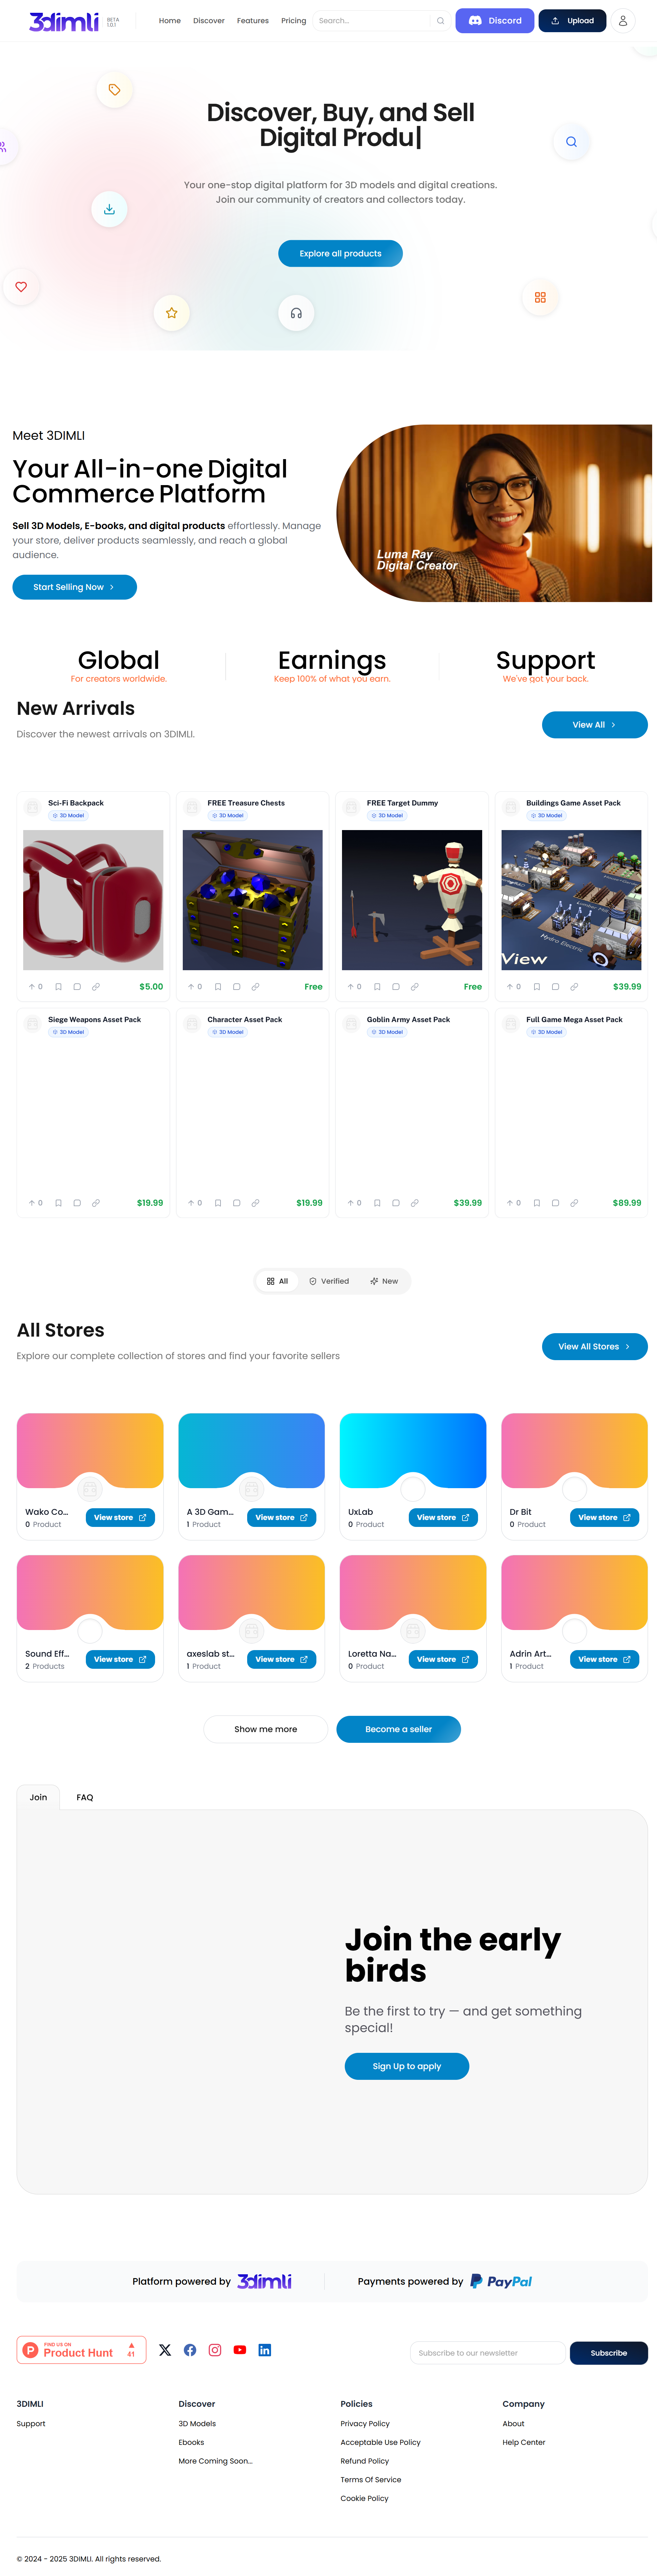 3dimli
BETA
1.0.1
Home
Discover
Features
Pricing
Search...
Discord
Upload
Discover, Buy, and Sell
Digital Produ|
Your one-stop digital platform for 3D models and digital creations.
Join our community of creators and collectors today.
Explore all products
Meet 3DIMLI
Your All-in-one Digital
Commerce Platform
Sell 3D Models, E-books, and digital products effortlessly. Manage
your store, deliver products seamlessly, and reach a global
audience.
Start Selling Now
Luma Ray
Digital Creator
Global
For creators worldwide.
Earnings
Keep 100% of what you earn.
Support
We've got your back.
New Arrivals
Discover the newest arrivals on 3DIMLI.
View All
Sci-Fi Backpack
3D Model
0
$5.00
FREE Treasure Chests
3D Model
0
Free
FREE Target Dummy
3D Model
0
Free
Buildings Game Asset Pack
3D Model
Hydro Electric
View
0
$39.99
Siege Weapons Asset Pack
3D Model
0
$19.99
Character Asset Pack
3D Model
0
$19.99
Goblin Army Asset Pack
3D Model
0
$39.99
Full Game Mega Asset Pack
3D Model
0
$89.99
All
Verified
New
All Stores
Explore our complete collection of stores and find your favorite sellers
View All Stores
Wako Co...
0 Product
View store
A 3D Gam...
1 Product
View store
UxLab
0 Product
View store
Dr Bit
0 Product
View store
Sound Eff...
2 Products
View store
axeslab st...
1 Product
View store
Loretta Na...
0 Product
View store
Adrin Art...
1 Product
View store
Show me more
Become a seller
Join
FAQ
Join the early
birds
Be the first to try — and get something
special!
Sign Up to apply
Platform powered by 3dimli
Payments powered by PayPal
FIND US ON
Product Hunt
41
Subscribe to our newsletter
Subscribe
3DIMLI
Support
Discover
3D Models
Ebooks
More Coming Soon...
Policies
Privacy Policy
Acceptable Use Policy
Refund Policy
Terms Of Service
Cookie Policy
Company
About
Help Center
© 2024 - 2025 3DIMLI. All rights reserved.